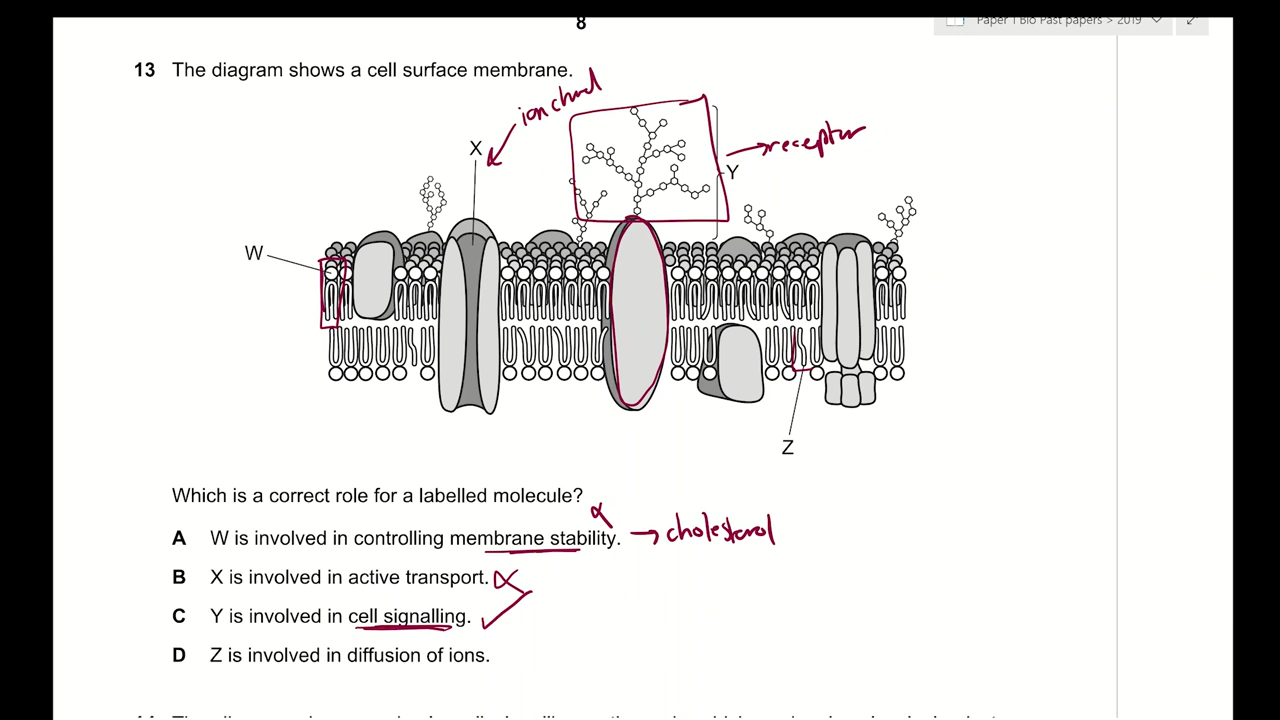 8
Paper 1 Bio Past papers > 2019
13 The diagram shows a cell surface membrane.
ion
X
receptor
Y
W
Z
Which is a correct role for a labelled molecule?
A W is involved in controlling membrane stability. → cholesterol
B X is involved in active transport.
C Y is involved in cell signalling. ✓
D Z is involved in diffusion of ions.